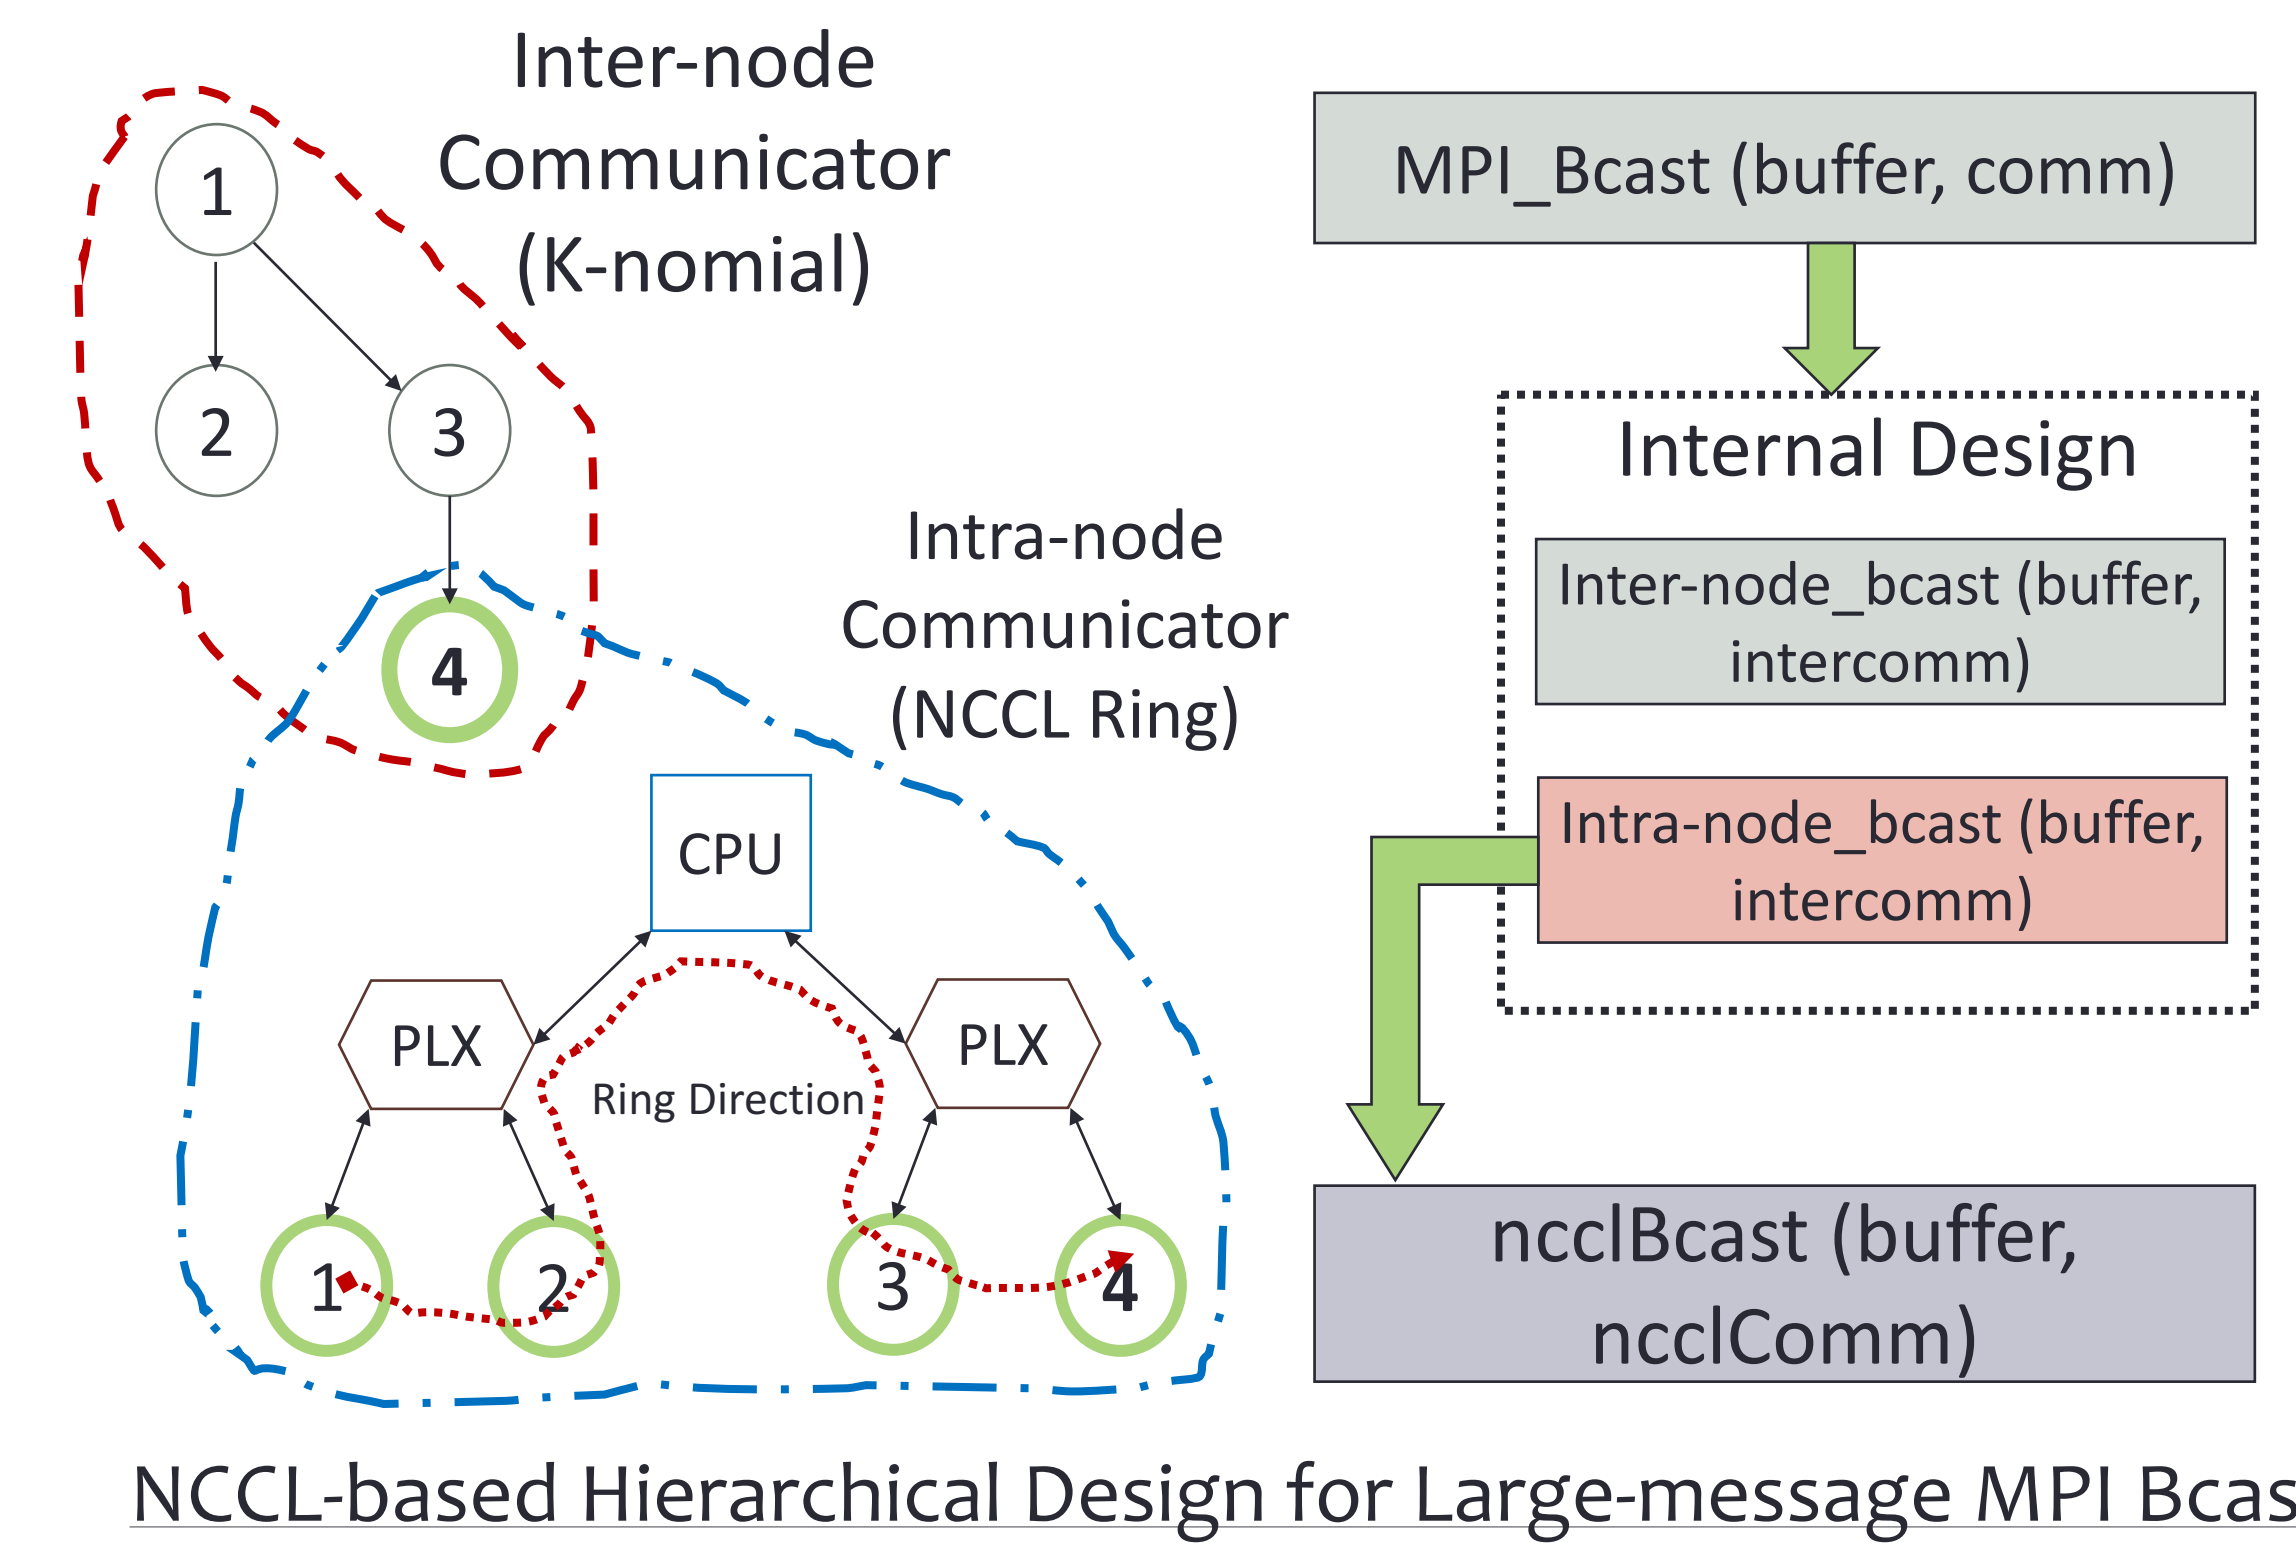 Inter-node
Communicator
(K-nomial)
1
2
3
4
Intra-node
Communicator
(NCCL Ring)
CPU
PLX
PLX
Ring Direction
1
2
3
4
MPI_Bcast (buffer, comm)
Internal Design
Inter-node_bcast (buffer,
intercomm)
Intra-node_bcast (buffer,
intercomm)
ncclBcast (buffer,
ncclComm)
NCCL-based Hierarchical Design for Large-message MPI Bcas